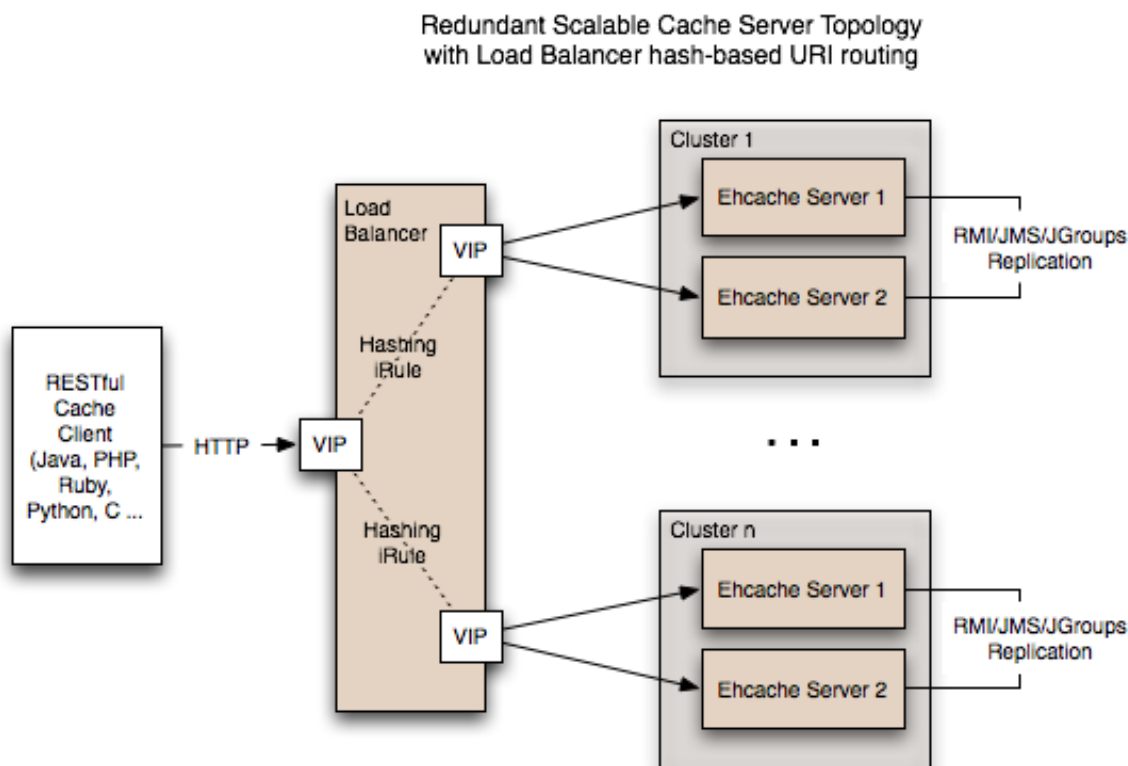 Redundant Scalable Cache Server Topology
with Load Balancer hash-based URI routing
Cluster 1
Ehcache Server 1
Ehcache Server 2
RMI/JMS/JGroups
Replication
Load
Balancer
VIP
Hashing
iRule
RESTful
Cache
Client
(Java, PHP,
Ruby,
Python, C ...
HTTP
VIP
...
Hashing
iRule
VIP
Cluster n
Ehcache Server 1
Ehcache Server 2
RMI/JMS/JGroups
Replication